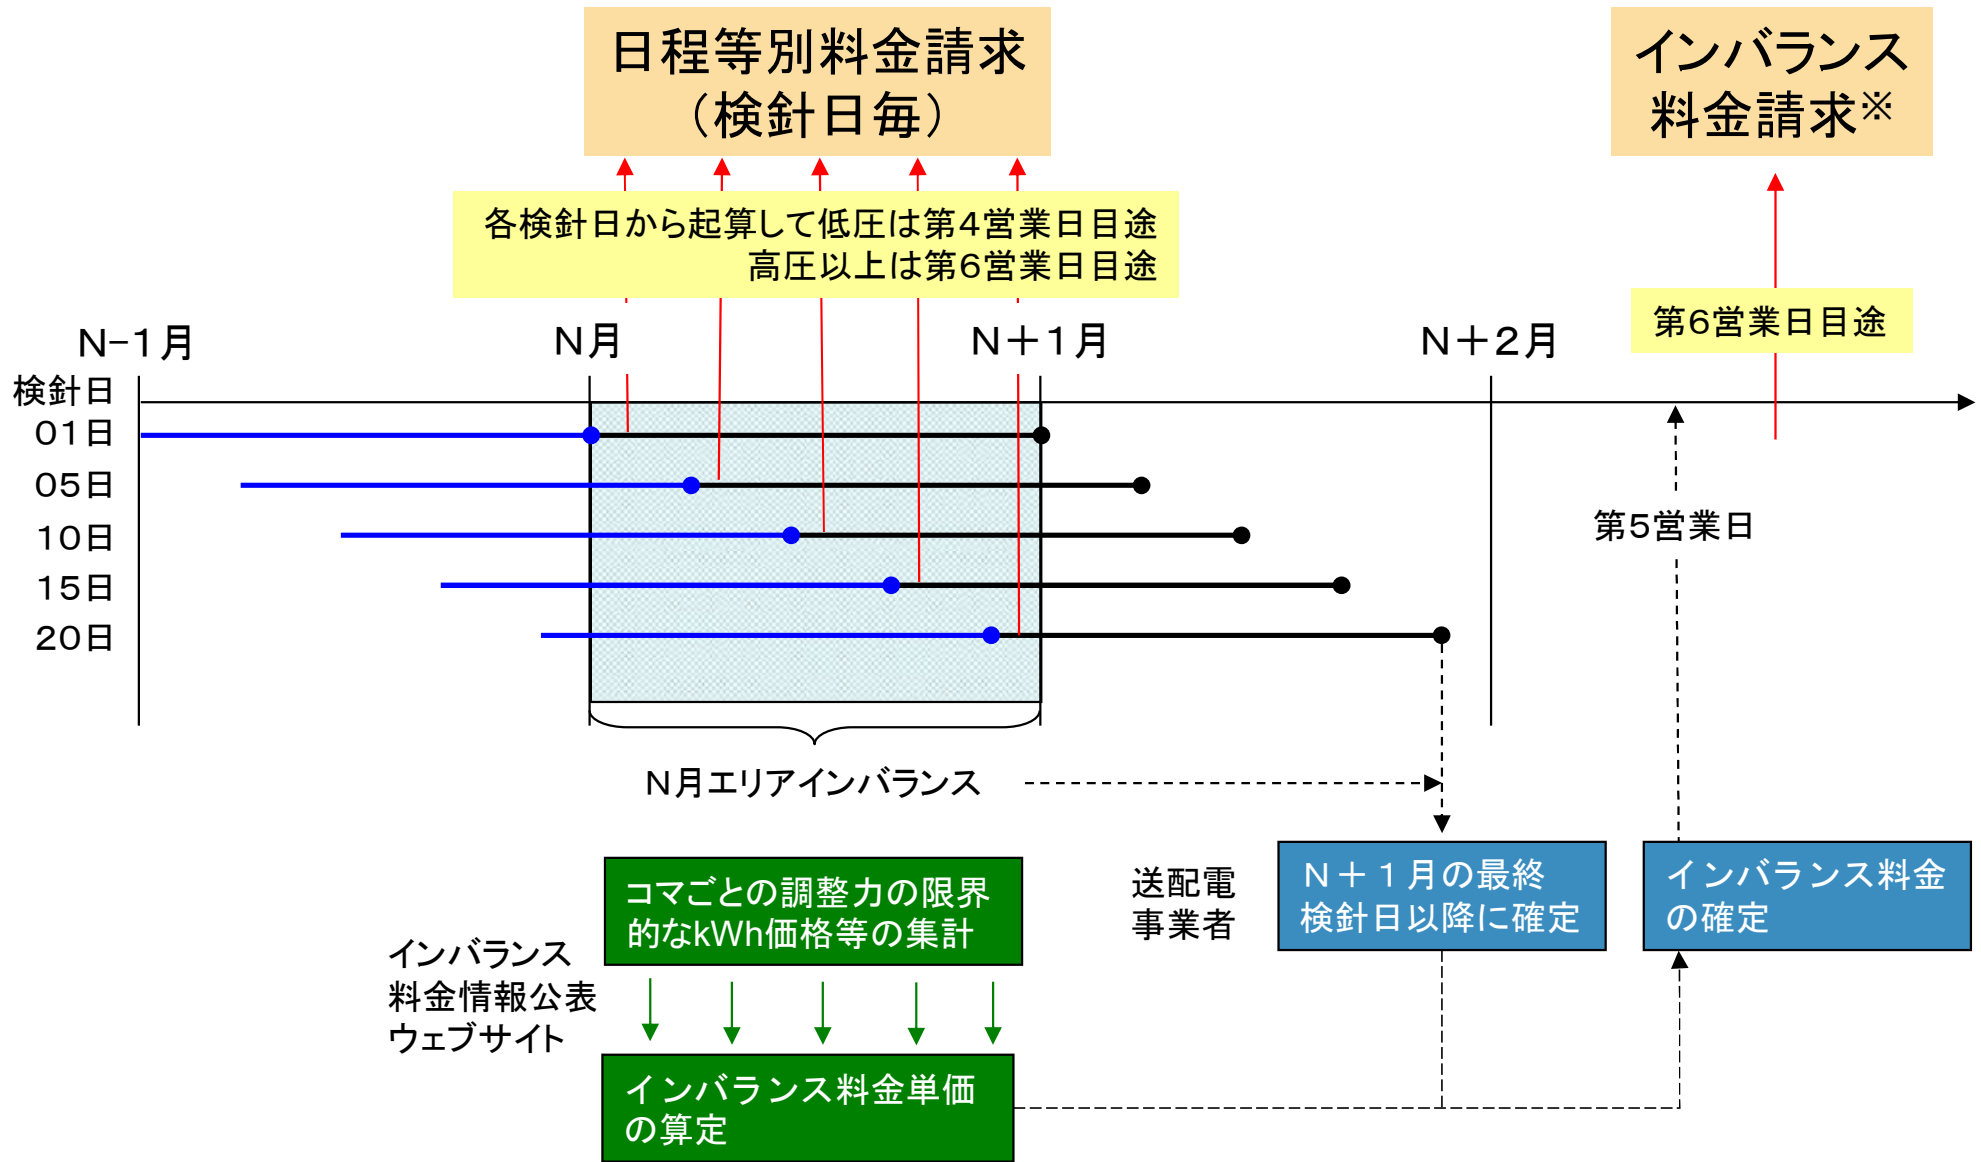 日程等別料金請求
（検針日毎）
インバランス
料金請求※
各検針日から起算して低圧は第４営業日目途
高圧以上は第６営業日目途
第６営業日目途
N-1月
N月
N＋1月
N＋2月
検針日
01日
05日
10日
15日
20日
第5営業日
N月エリアインバランス
コマごとの調整力の限界
的なkWh価格等の集計
送配電
事業者
N＋1月の最終
検針日以降に確定
インバランス料金
の確定
インバランス
料金情報公表
ウェブサイト
インバランス料金単価
の算定